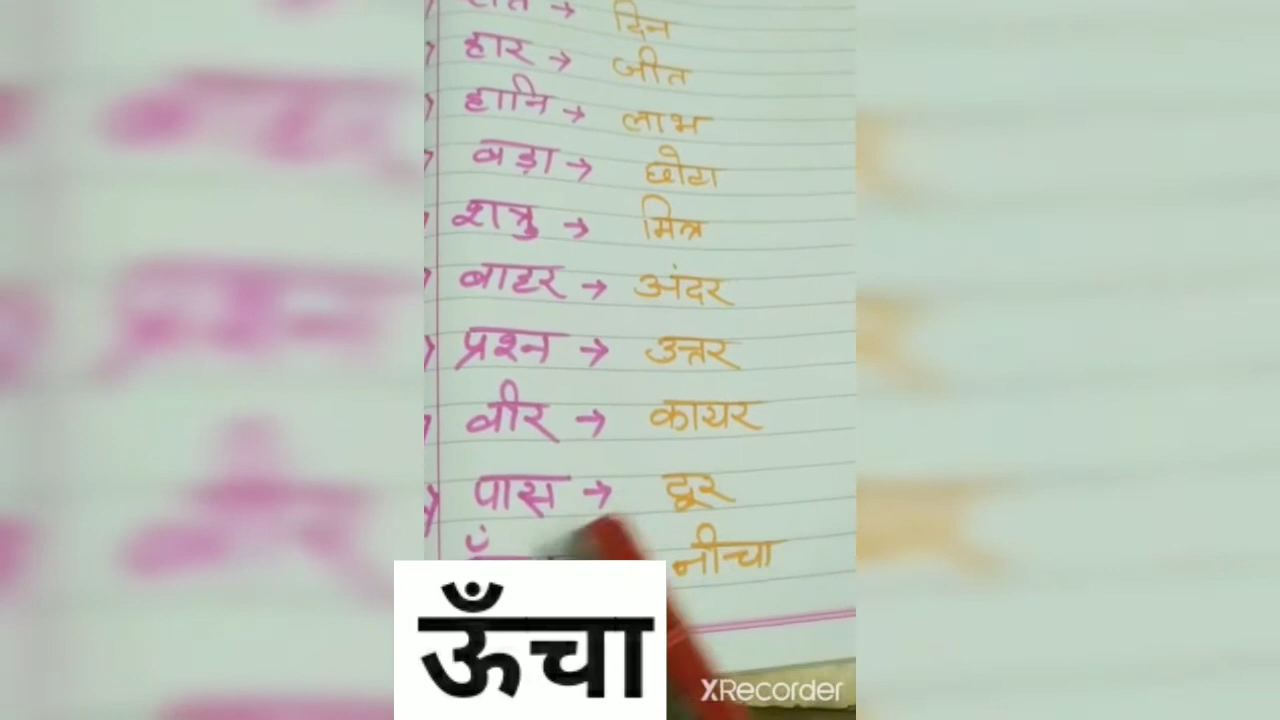 → दिन
हार → जीत
हानि → लाभ
बड़ा → छोटा
शत्रु → मित्र
बाहर → अंदर
प्रश्न → उत्तर
वीर → कायर
पास → दूर
नीचा
ऊँचा
XRecorder